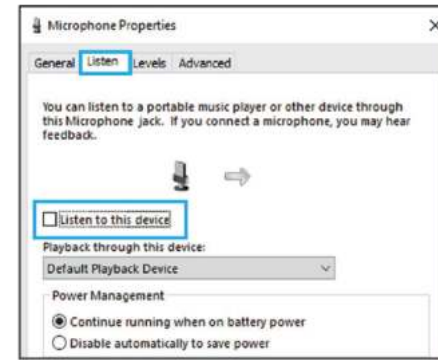 Microphone Properties
General Listen Levels Advanced
You can listen to a portable music player or other device through
this Microphone jack. If you connect a microphone, you may hear
feedback.
Listen to this device
Playback through this device:
Default Playback Device
Power Management
Continue running when on battery power
Disable automatically to save power